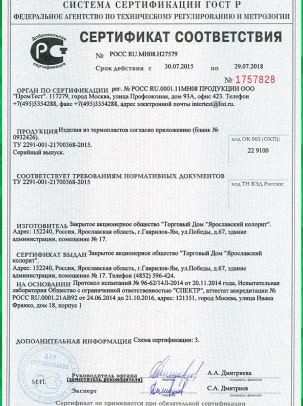 СИСТЕМА СЕРТИФИКАЦИИ ГОСТ Р
ФЕДЕРАЛЬНОЕ АГЕНТСТВО ПО ТЕХНИЧЕСКОМУ РЕГУЛИРОВАНИЮ И МЕТРОЛОГИИ
СЕРТИФИКАТ СООТВЕТСТВИЯ
№ РОСС RU.МН08.Н27579
Срок действия с 30.07.2015 по 29.07.2018
№ 1757828
ОРГАН ПО СЕРТИФИКАЦИИ рег. № РОСС RU.0001.11МН08 ПРОДУКЦИИ ООО
"ПромТест". 117279, город Москва, улица Профсоюзная, дом 93А, офис 423. Телефон
+7(495)3354288, факс +7(495)3354288, адрес электронной почты intertest@list.ru.
ПРОДУКЦИЯ Изделия из термопластов согласно приложению (бланк №
0932426).
ТУ 2291-001-21700368-2015
Серийный выпуск.
код ОК 005 (ОКП):
22 9100
СООТВЕТСТВУЕТ ТРЕБОВАНИЯМ НОРМАТИВНЫХ ДОКУМЕНТОВ
ТУ 2291-001-21700368-2015
код ТН ВЭД России:
ИЗГОТОВИТЕЛЬ Закрытое акционерное общество "Торговый Дом "Ярославский колорит".
Адрес: 152240, Россия, Ярославская область, г.Гаврилов-Ям, ул.Победы, д.67, здание
администрации, помещение № 17.
СЕРТИФИКАТ ВЫДАН Закрытое акционерное общество "Торговый Дом "Ярославский
колорит".
Адрес: 152240, Россия, Ярославская область, г.Гаврилов-Ям, ул.Победы, д.67, здание
администрации, помещение № 17. Телефон (4852) 596-424.
НА ОСНОВАНИИ Протокол испытаний № 96-62/14Л-2014 от 20.11.2014 года, Испытательная
лаборатория Общества с ограниченной ответственностью "СПЕКТР", аттестат аккредитации №
РОСС RU.0001.21АВ92 от 24.06.2014 до 21.10.2016, адрес: 121351, город Москва, улица Ивана
Франко, дом 18, корпус 1
ДОПОЛНИТЕЛЬНАЯ ИНФОРМАЦИЯ Схема сертификации: 3.
А.А. Дмитряева
М.П.
Эксперт
С.А. Дмитряев
Сертификат не применяется при обязательной сертификации